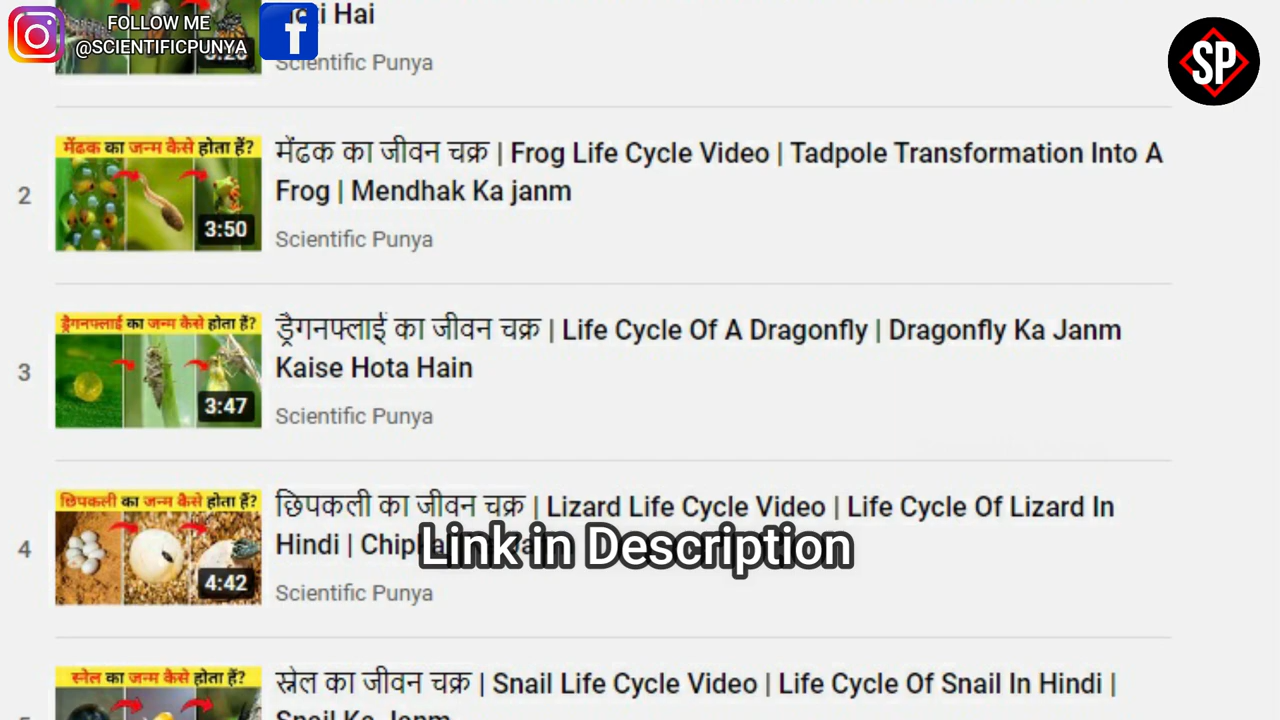 FOLLOW ME
@SCIENTIFICPUNYA
Hai
Scientific Punya
SP
2
मेंढक का जन्म कैसे होता हैं?
3:50
मेंढक का जीवन चक्र | Frog Life Cycle Video | Tadpole Transformation Into A
Frog | Mendhak Ka janm
Scientific Punya
3
ड्रैगनफ्लाई का जन्म कैसे होता हैं?
3:47
ड्रैगनफ्लाई का जीवन चक्र | Life Cycle Of A Dragonfly | Dragonfly Ka Janm
Kaise Hota Hain
Scientific Punya
4
छिपकली का जन्म कैसे होता हैं?
4:42
छिपकली का जीवन चक्र | Lizard Life Cycle Video | Life Cycle Of Lizard In
Hindi |
Link in Description
Scientific Punya
स्नेल का जन्म कैसे होता हैं?
स्नेल का जीवन चक्र | Snail Life Cycle Video | Life Cycle Of Snail In Hindi |
Snail Ka Janm